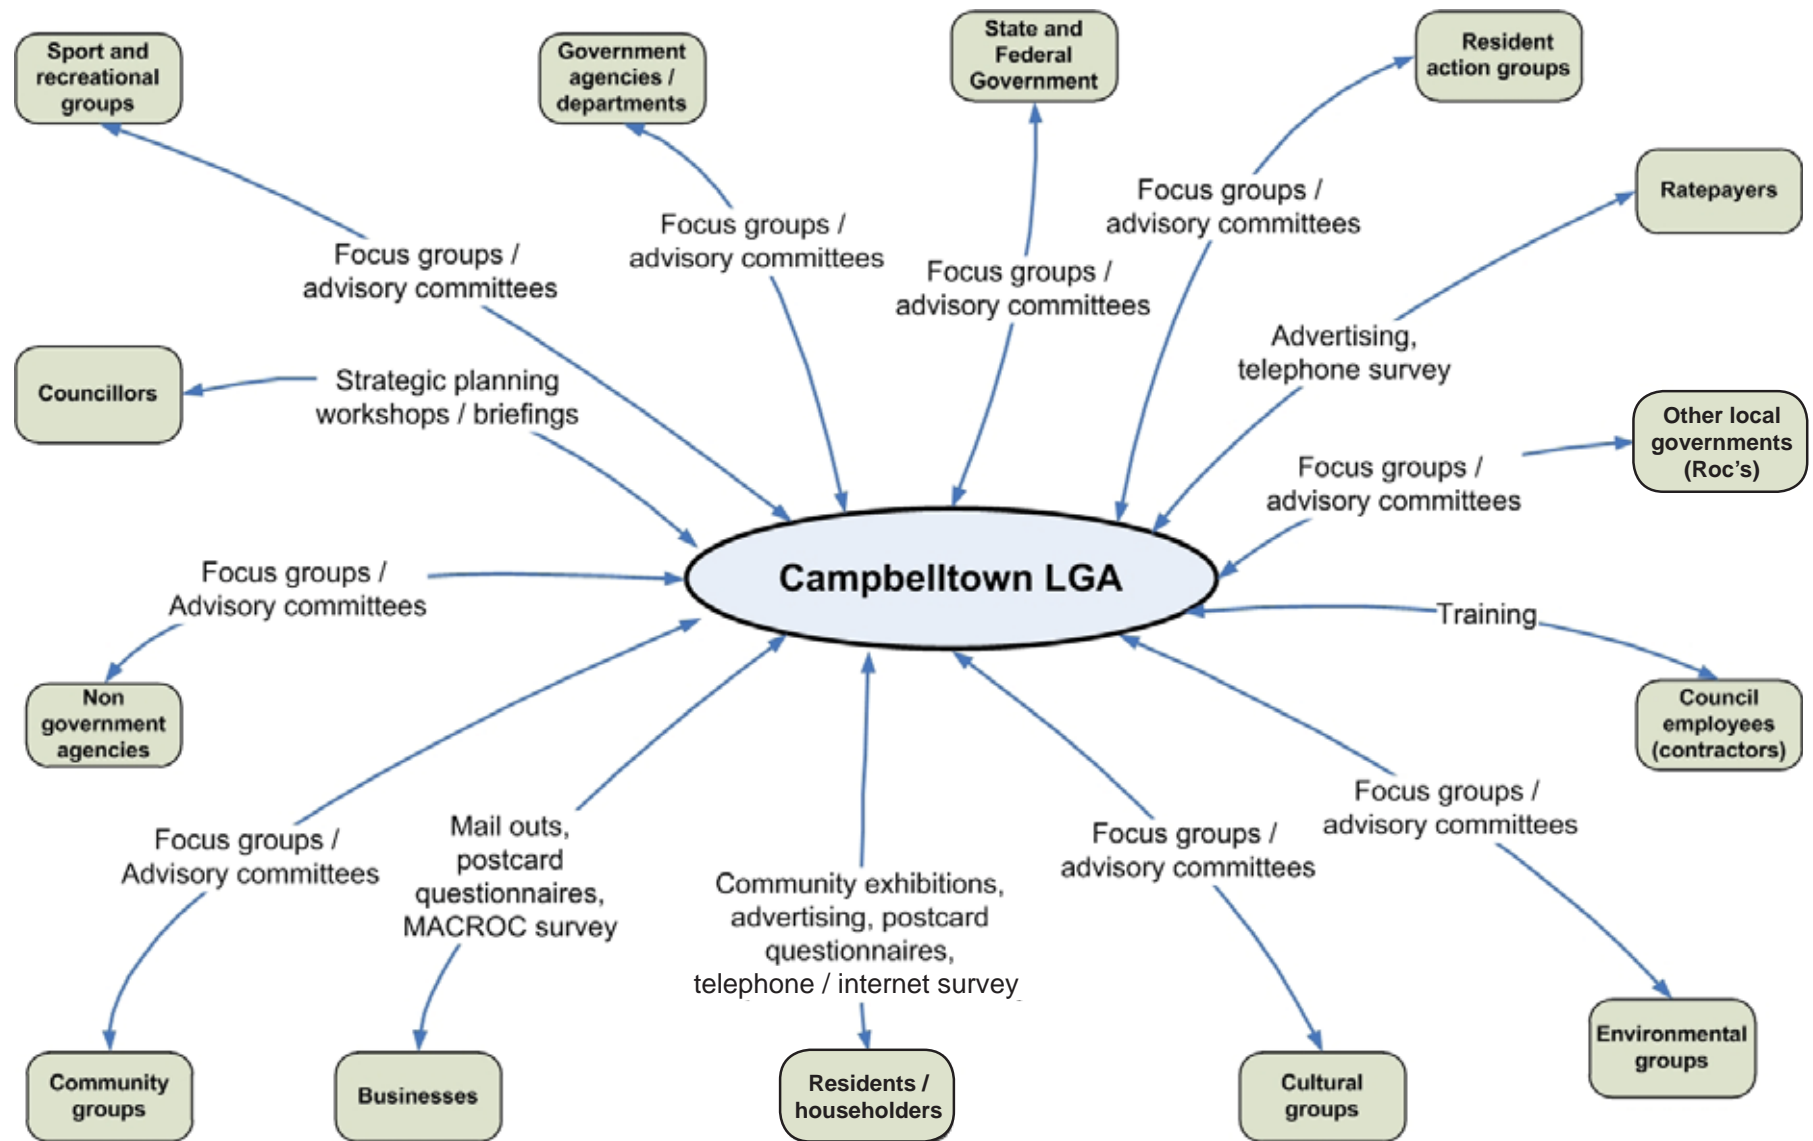 Sport and
recreational
groups
Government
agencies /
departments
State and
Federal
Government
Resident
action groups
Ratepayers
Focus groups /
advisory committees
Focus groups /
advisory committees
Focus groups /
advisory committees
Focus groups /
advisory committees
Advertising,
telephone survey
Councillors
Strategic planning
workshops / briefings
Other local
governments
(Roc's)
Focus groups /
advisory committees
Campbelltown LGA
Focus groups /
Advisory committees
Training
Non
government
agencies
Council
employees
(contractors)
Focus groups /
Advisory committees
Mail outs,
postcard
questionnaires,
MACROC survey
Community exhibitions,
advertising, postcard
questionnaires,
telephone / internet survey
Focus groups /
advisory committees
Focus groups /
advisory committees
Community
groups
Businesses
Residents /
householders
Cultural
groups
Environmental
groups